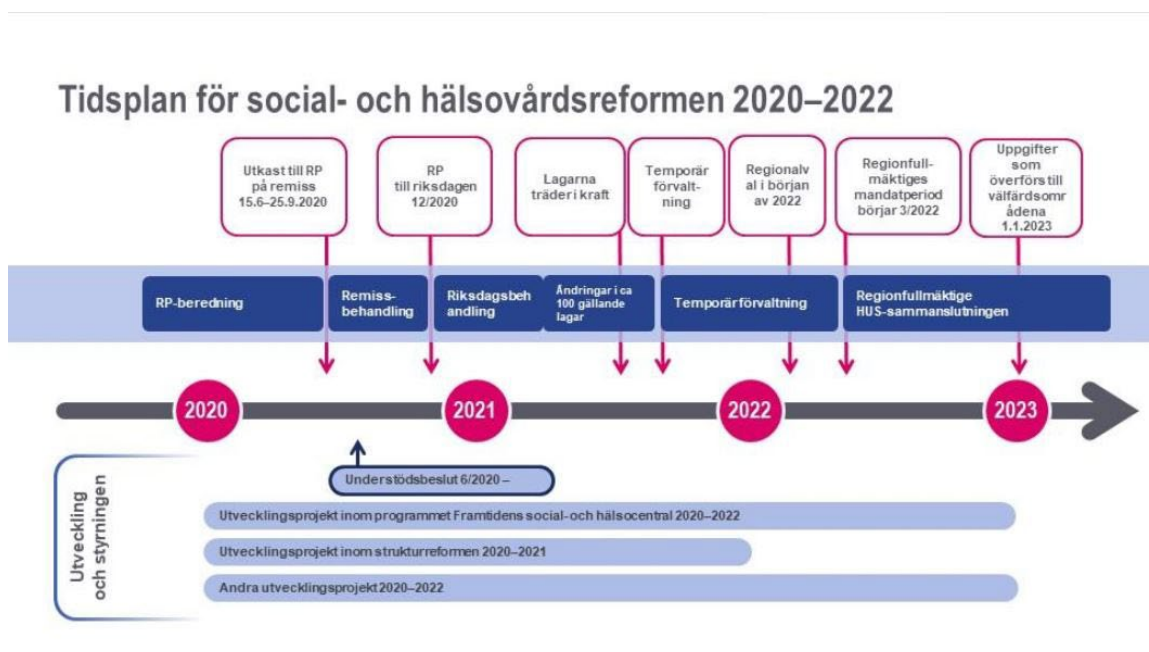 Tidsplan för social- och hälsovårdsreformen 2020–2022
Utkast till RP
på remiss
15.6–25.9.2020
RP
till riksdagen
12/2020
Lagarna
träder i kraft
Temporär
förvalt-
ning
Regionalv
al i början
av 2022
Regionfull-
mäktiges
mandatperiod
börjar 3/2022
Uppgifter
som
överförs till
välfärdsomr
ådena
1.1.2023
RP-beredning
Remiss-
behandling
Riksdagsbeh
andling
Ändringar i ca
100 gällande
lagar
Temporär förvaltning
Regionfullmäktige
HUS-sammanslutningen
2020
2021
2022
2023
Utveckling
och styrningen
Understödsbeslut 6/2020 –
Utvecklingsprojekt inom programmet Framtidens social-och hälsocentral 2020–2022
Utvecklingsprojekt inom strukturreformen 2020–2021
Andra utvecklingsprojekt 2020–2022